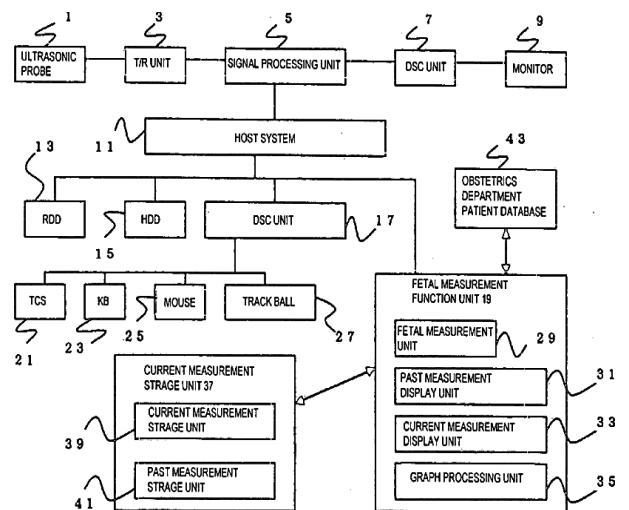 1
3
5
7
9
ULTRASONIC
PROBE
T/R UNIT
SIGNAL PROCESSING UNIT
DSC UNIT
MONITOR
11
HOST SYSTEM
13
43
RDD
HDD
DSC UNIT
OBSTETRICS
DEPARTMENT
PATIENT DATABASE
15
17
TCS
KB
MOUSE
TRACK BALL
21
23
25
27
FETAL MEASUREMENT
FUNCTION UNIT 19
FETAL MEASUREMENT
UNIT
29
PAST MEASUREMENT
DISPLAY UNIT
31
CURRENT MEASUREMENT
DISPLAY UNIT
33
GRAPH PROCESSING UNIT
35
CURRENT MEASUREMENT
STRAGE UNIT 37
CURRENT MEASUREMENT
STRAGE UNIT
39
PAST MEASUREMENT
STRAGE UNIT
41